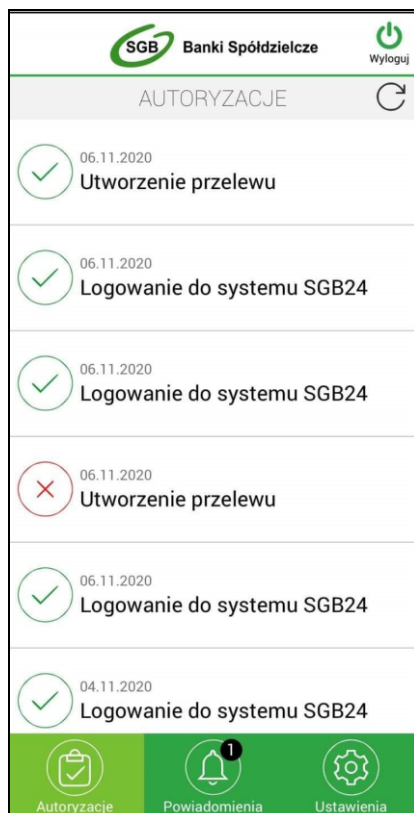 SGB Banki Spółdzielcze
Wyloguj
AUTORYZACJE
06.11.2020
Utworzenie przelewu
06.11.2020
Logowanie do systemu SGB24
06.11.2020
Logowanie do systemu SGB24
06.11.2020
Utworzenie przelewu
06.11.2020
Logowanie do systemu SGB24
04.11.2020
Logowanie do systemu SGB24
1
Autoryzacje Powiadomienia Ustawienia